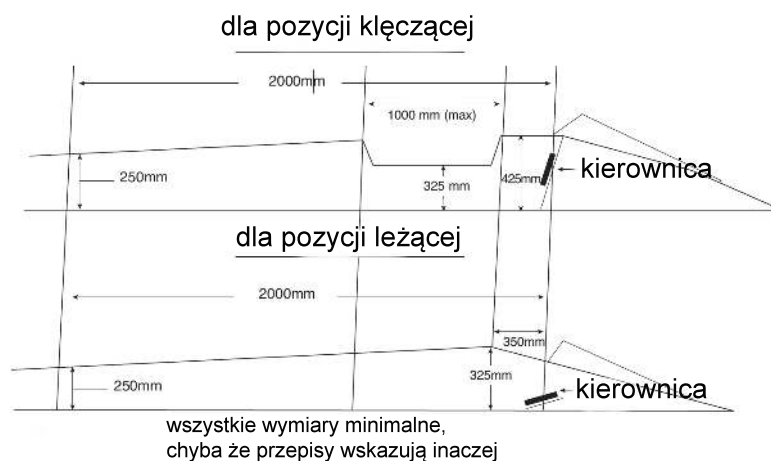 dla pozycji klęczącej
2000mm
1000 mm (max)
250mm
325 mm
425mm
kierownica
dla pozycji leżącej
2000mm
350mm
250mm
325mm
kierownica
wszystkie wymiary minimalne,
chyba że przepisy wskazują inaczej